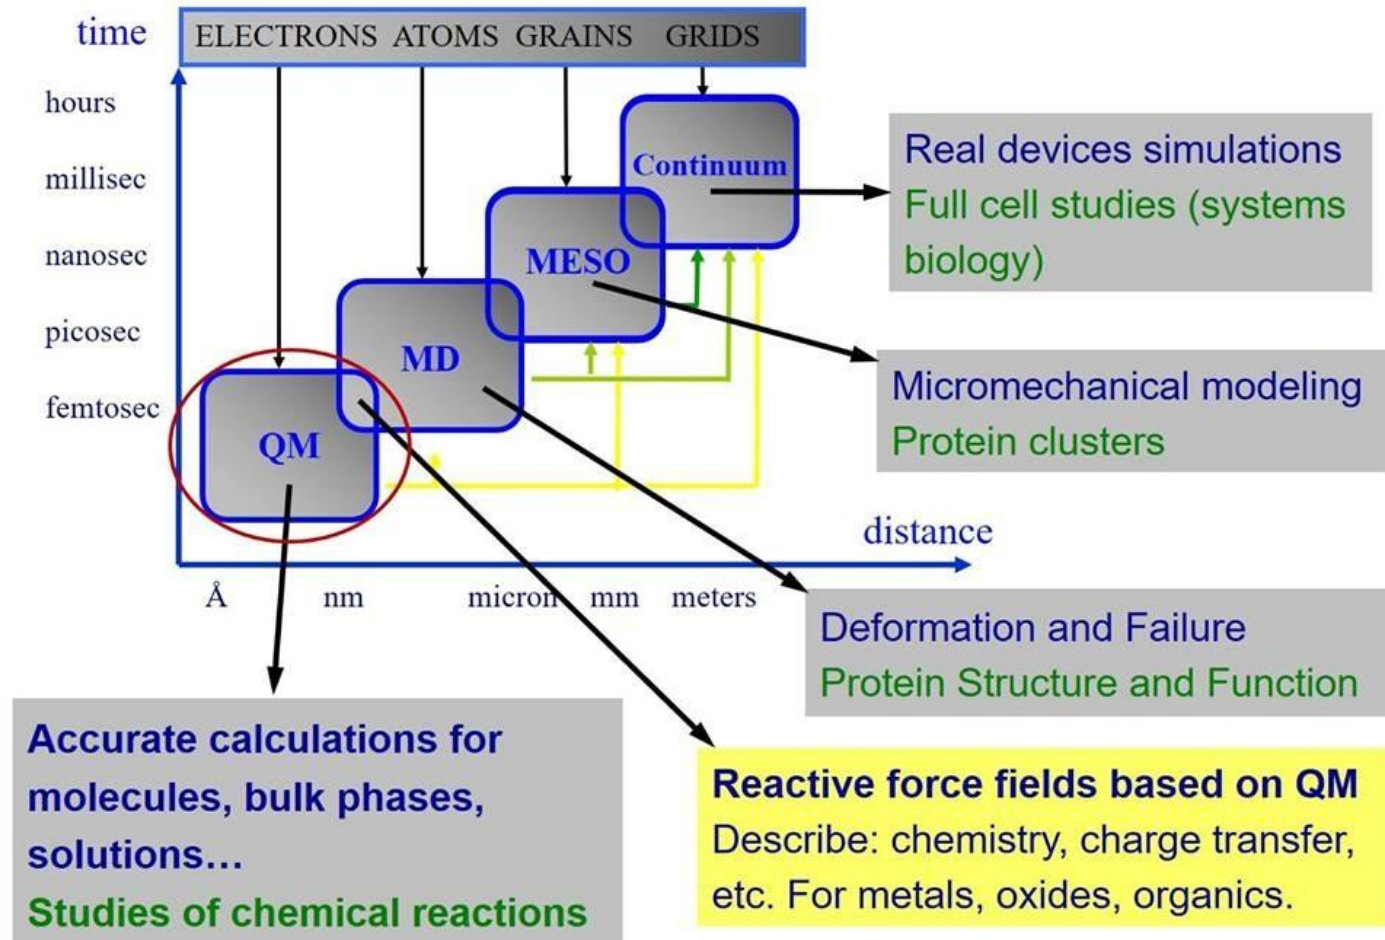 time
ELECTRONS ATOMS GRAINS GRIDS
hours
millisec
nanosec
picosec
femtosec
Continuum
MESO
MD
QM
Real devices simulations
Full cell studies (systems
biology)
Micromechanical modeling
Protein clusters
distance
Å nm micron mm meters
Deformation and Failure
Protein Structure and Function
Accurate calculations for
molecules, bulk phases,
solutions…
Studies of chemical reactions
Reactive force fields based on QM
Describe: chemistry, charge transfer,
etc. For metals, oxides, organics.